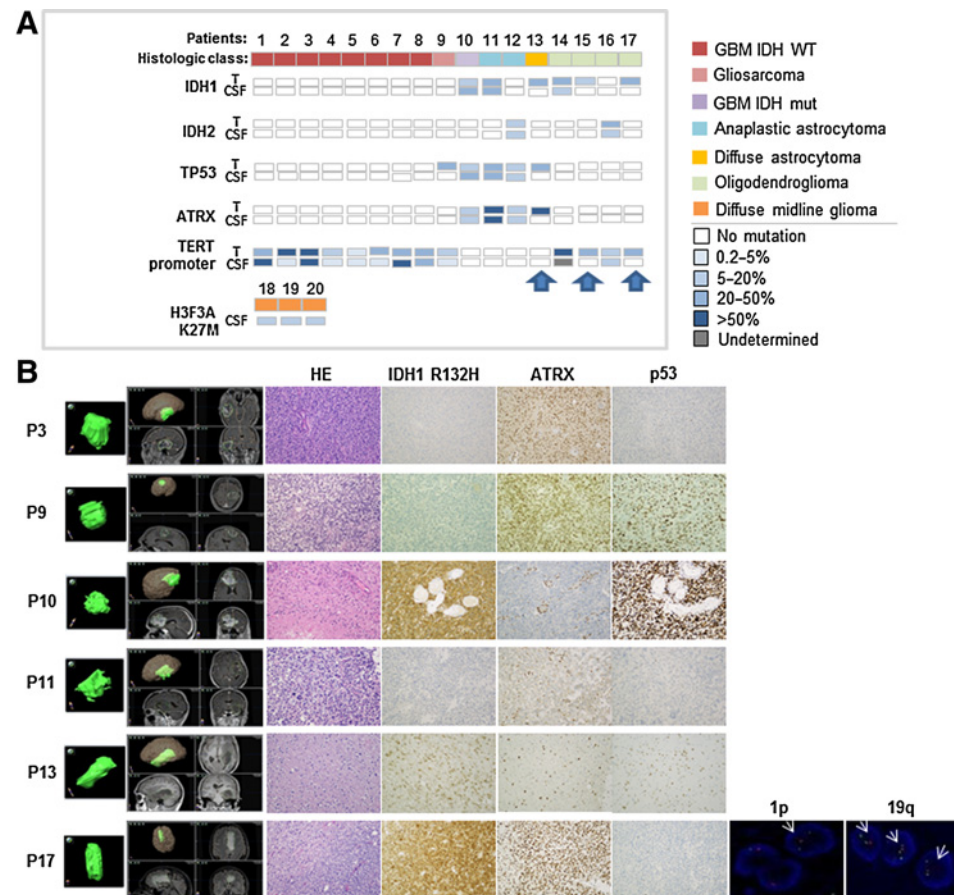 A
Patients: 1 2 3 4 5 6 7 8 9 10 11 12 13 14 15 16 17
Histologic class:
IDH1 T
CSF
IDH2 T
CSF
TP53 T
CSF
ATRX T
CSF
TERT T
promoter CSF
18 19 20
H3F3A
K27M CSF
GBM IDH WT
Gliosarcoma
GBM IDH mut
Anaplastic astrocytoma
Diffuse astrocytoma
Oligodendroglioma
Diffuse midline glioma
No mutation
0.2–5%
5–20%
20–50%
>50%
Undetermined
B
HE IDH1 R132H ATRX p53
P3
P9
P10
P11
P13
P17
1p 19q